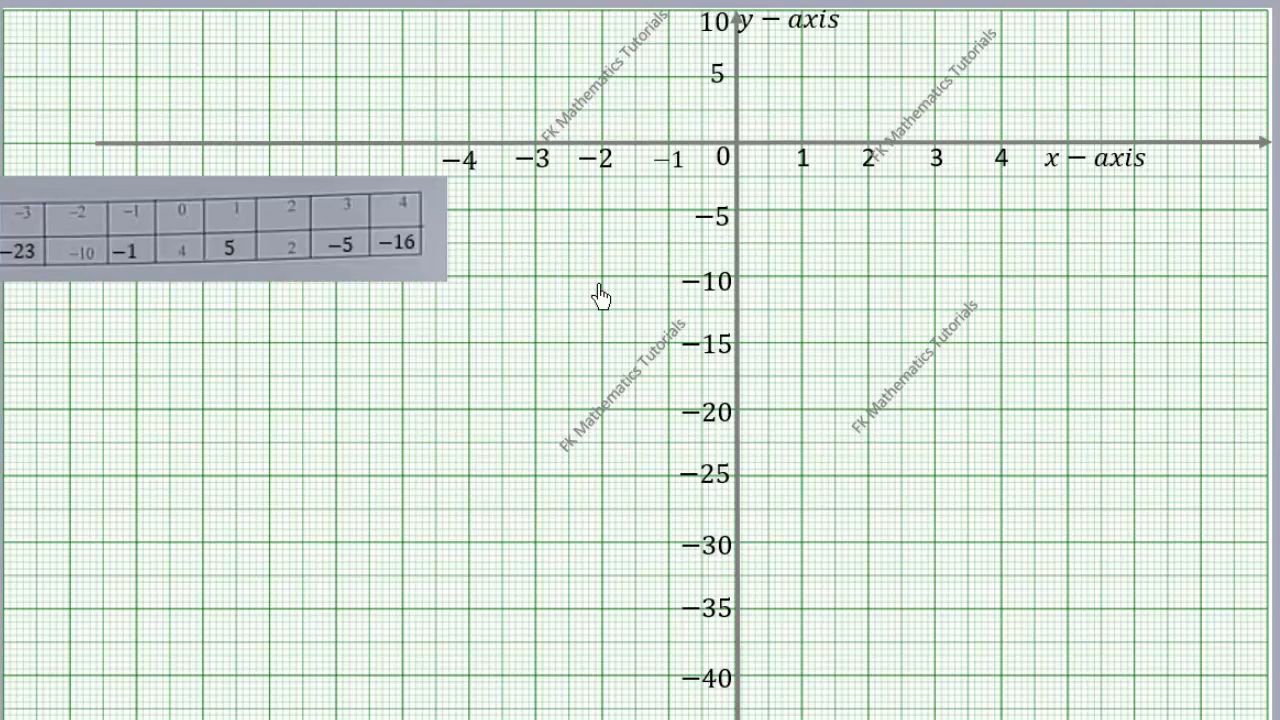 10 y − axis
5
−4 −3 −2 −1 0 1 2 3 4 x − axis
−5
−10
−15
−20
−25
−30
−35
−40
−3 −2 −1 0 1 2 3 4
−23 −10 −1 4 5 2 −5 −16
FK Mathematics Tutorials
FK Mathematics Tutorials
FK Mathematics Tutorials
FK Mathematics Tutorials